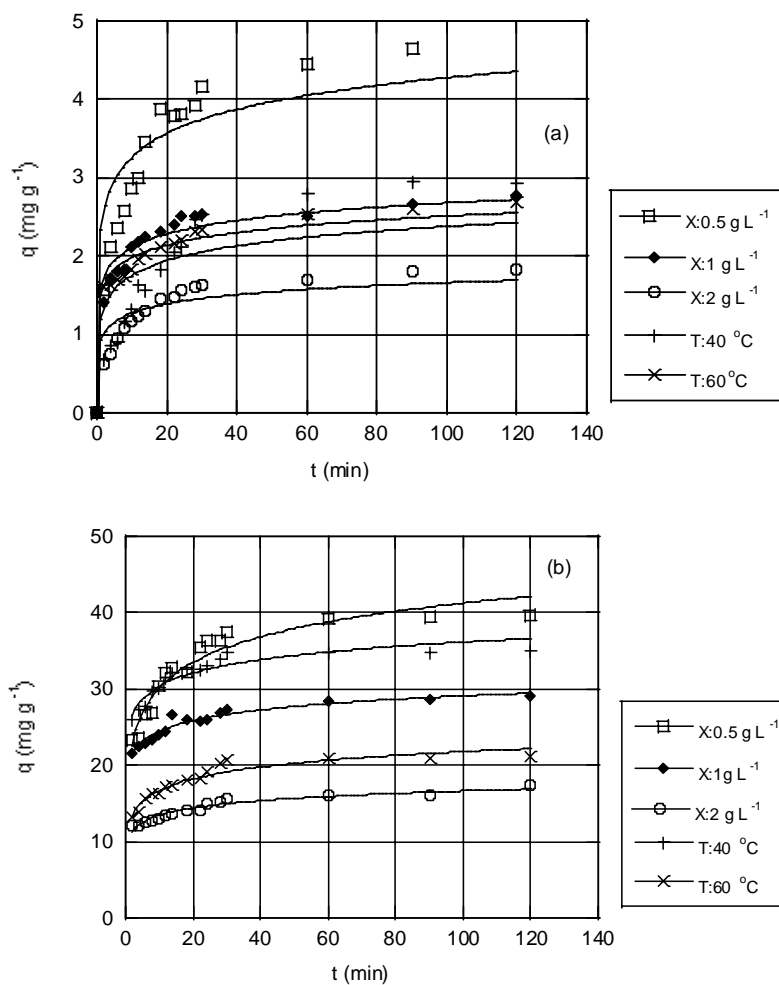 5
4
3
2
1
0
q (mg g⁻¹)
(a)
0 20 40 60 80 100 120 140
t (min)
X:0.5 g L⁻¹
X:1 g L⁻¹
X:2 g L⁻¹
T:40 °C
T:60 °C
50
40
30
20
10
0
q (mg g⁻¹)
(b)
0 20 40 60 80 100 120 140
t (min)
X:0.5 g L⁻¹
X:1g L⁻¹
X:2 g L⁻¹
T:40 °C
T:60 °C